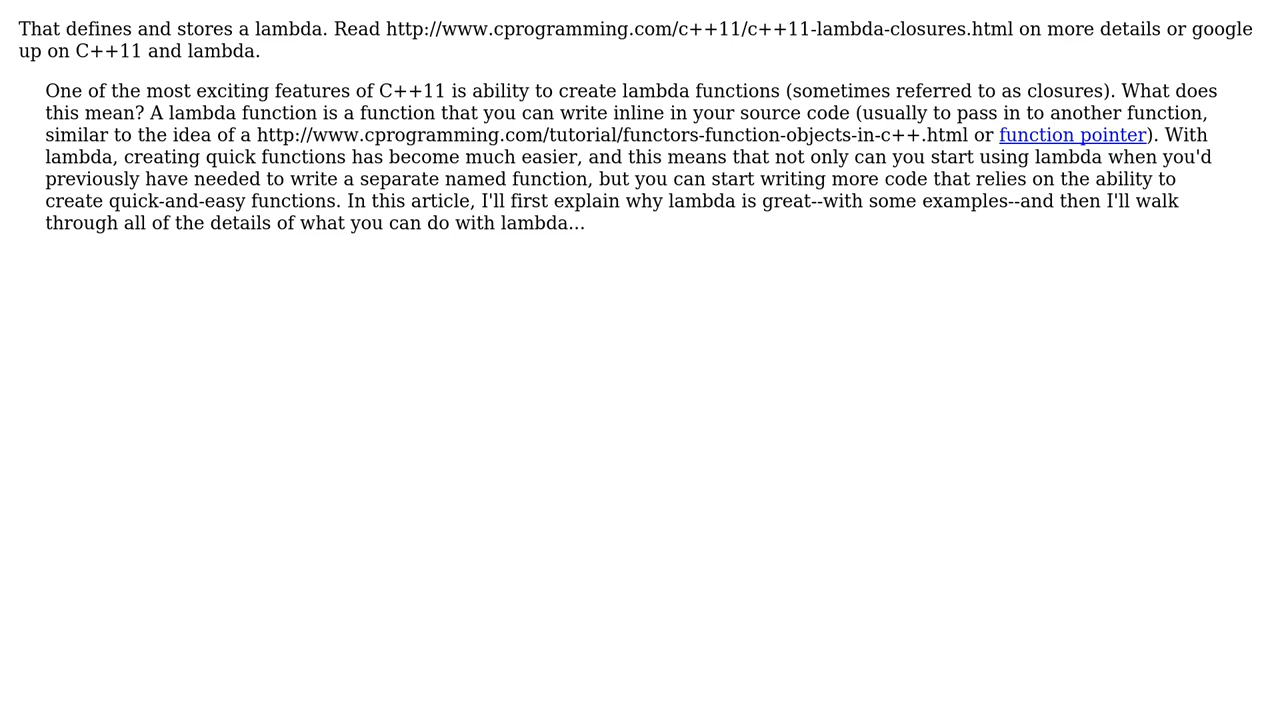 That defines and stores a lambda. Read http://www.cprogramming.com/c++11/c++11-lambda-closures.html on more details or google
up on C++11 and lambda.
One of the most exciting features of C++11 is ability to create lambda functions (sometimes referred to as closures). What does
this mean? A lambda function is a function that you can write inline in your source code (usually to pass in to another function,
similar to the idea of a http://www.cprogramming.com/tutorial/functors-function-objects-in-c++.html or function pointer). With
lambda, creating quick functions has become much easier, and this means that not only can you start using lambda when you'd
previously have needed to write a separate named function, but you can start writing more code that relies on the ability to
create quick-and-easy functions. In this article, I'll first explain why lambda is great--with some examples--and then I'll walk
through all of the details of what you can do with lambda...